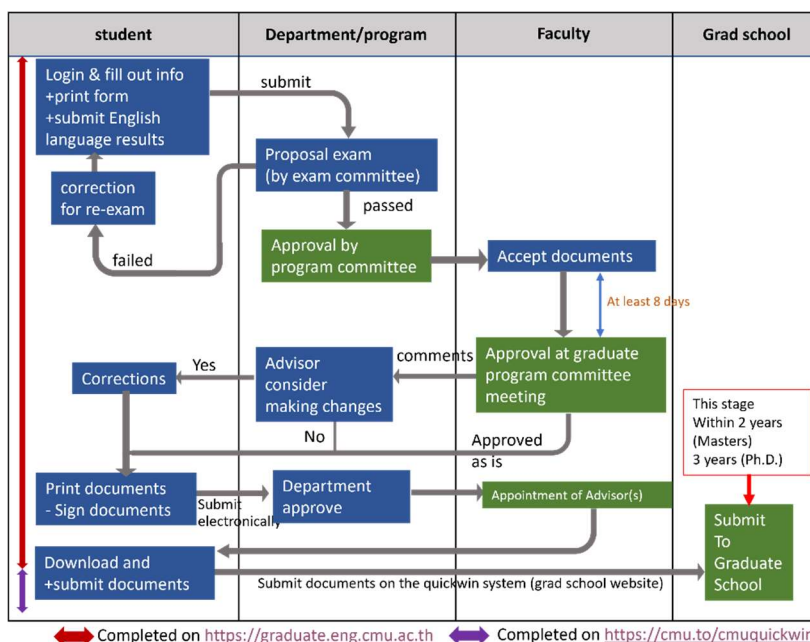 student
Department/program
Faculty
Grad school
Login & fill out info
+print form
+submit English
language results
submit
Proposal exam
(by exam committee)
correction
for re-exam
passed
failed
Approval by
program committee
Accept documents
At least 8 days
Approval at graduate
program committee
meeting
comments
Advisor
consider
making changes
Yes
Corrections
No
Approved
as is
This stage
Within 2 years
(Masters)
3 years (Ph.D.)
Print documents
- Sign documents
Submit
electronically
Department
approve
Appointment of Advisor(s)
Submit
To
Graduate
School
Download and
+submit documents
Submit documents on the quickwin system (grad school website)
Completed on https://graduate.eng.cmu.ac.th
Completed on https://cmu.to/cmuquickwin